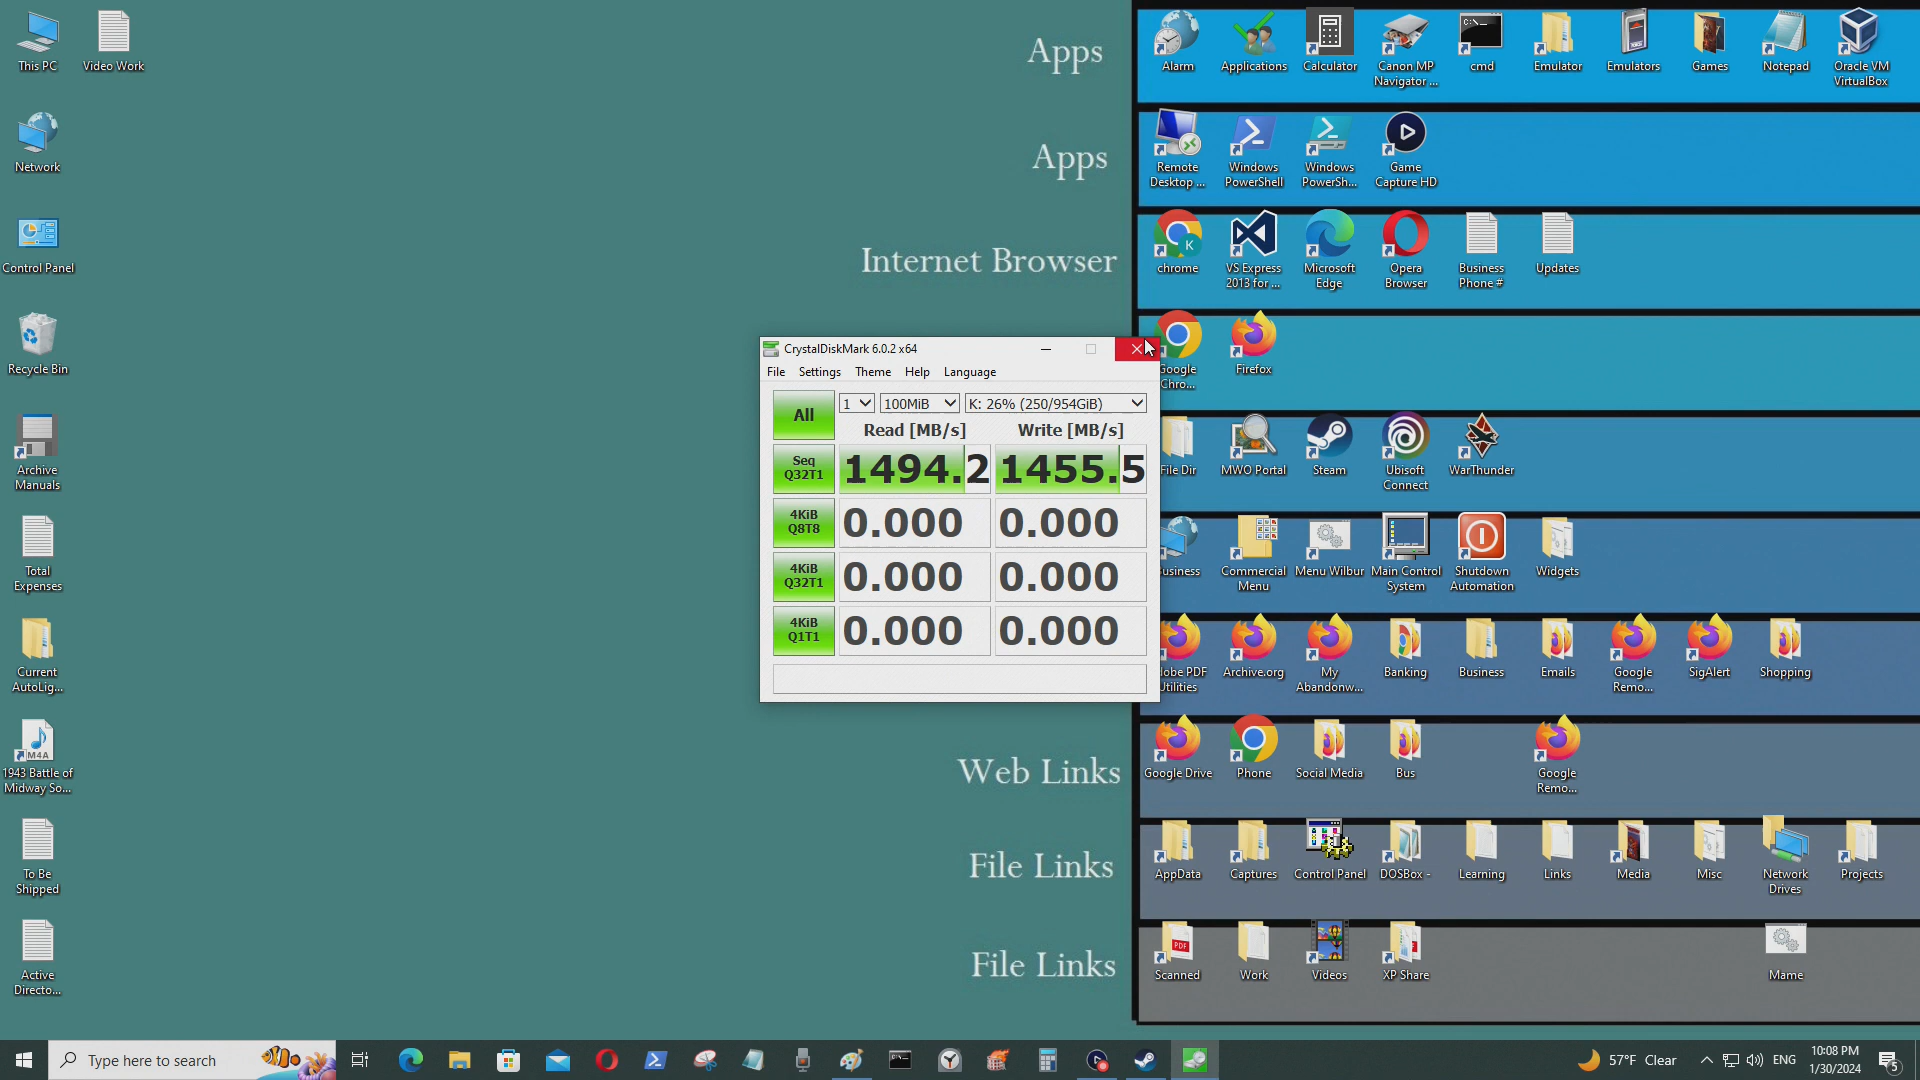 This PC
Video Work
Network
Control Panel
Recycle Bin
Archive
Manuals
Total
Expenses
Current
AutoLig...
M4A
1943 Battle of
Midway So...
To Be
Shipped
Active
Directo...
Apps
Alarm
Applications
Calculator
Canon MP
Navigator ...
C:\-
cmd
Emulator
Emulators
Games
Notepad
Oracle VM
VirtualBox
Apps
Remote
Desktop ...
Windows
PowerShell
Windows
PowerSh...
Game
Capture HD
Internet Browser
K
chrome
VS Express
2013 for ...
Microsoft
Edge
Opera
Browser
Business
Phone #
Updates
Google
Chro...
Firefox
File Dir
MWO Portal
Steam
Ubisoft
Connect
WarThunder
usiness
Commercial
Menu
Menu Wilbur
Main Control
System
Shutdown
Automation
Widgets
dobe PDF
Utilities
Archive.org
My
Abandonw...
Banking
Business
Emails
Google
Remo...
SigAlert
Shopping
Web Links
Google Drive
Phone
Social Media
Bus
Google
Remo...
File Links
AppData
Captures
Control Panel
DOSBox -
Learning
Links
Media
Misc
Network
Drives
Projects
File Links
PDF
Scanned
Work
Videos
XP Share
Mame
CrystalDiskMark 6.0.2 x64
File Settings Theme Help Language
All
1
100MiB
K: 26% (250/954GiB)
Read [MB/s] Write [MB/s]
Seq
Q32T1
1494.2 1455.5
4KiB
Q8T8
0.000 0.000
4KiB
Q32T1
0.000 0.000
4KiB
Q1T1
0.000 0.000
Type here to search
57°F Clear
ENG
10:08 PM
1/30/2024
5